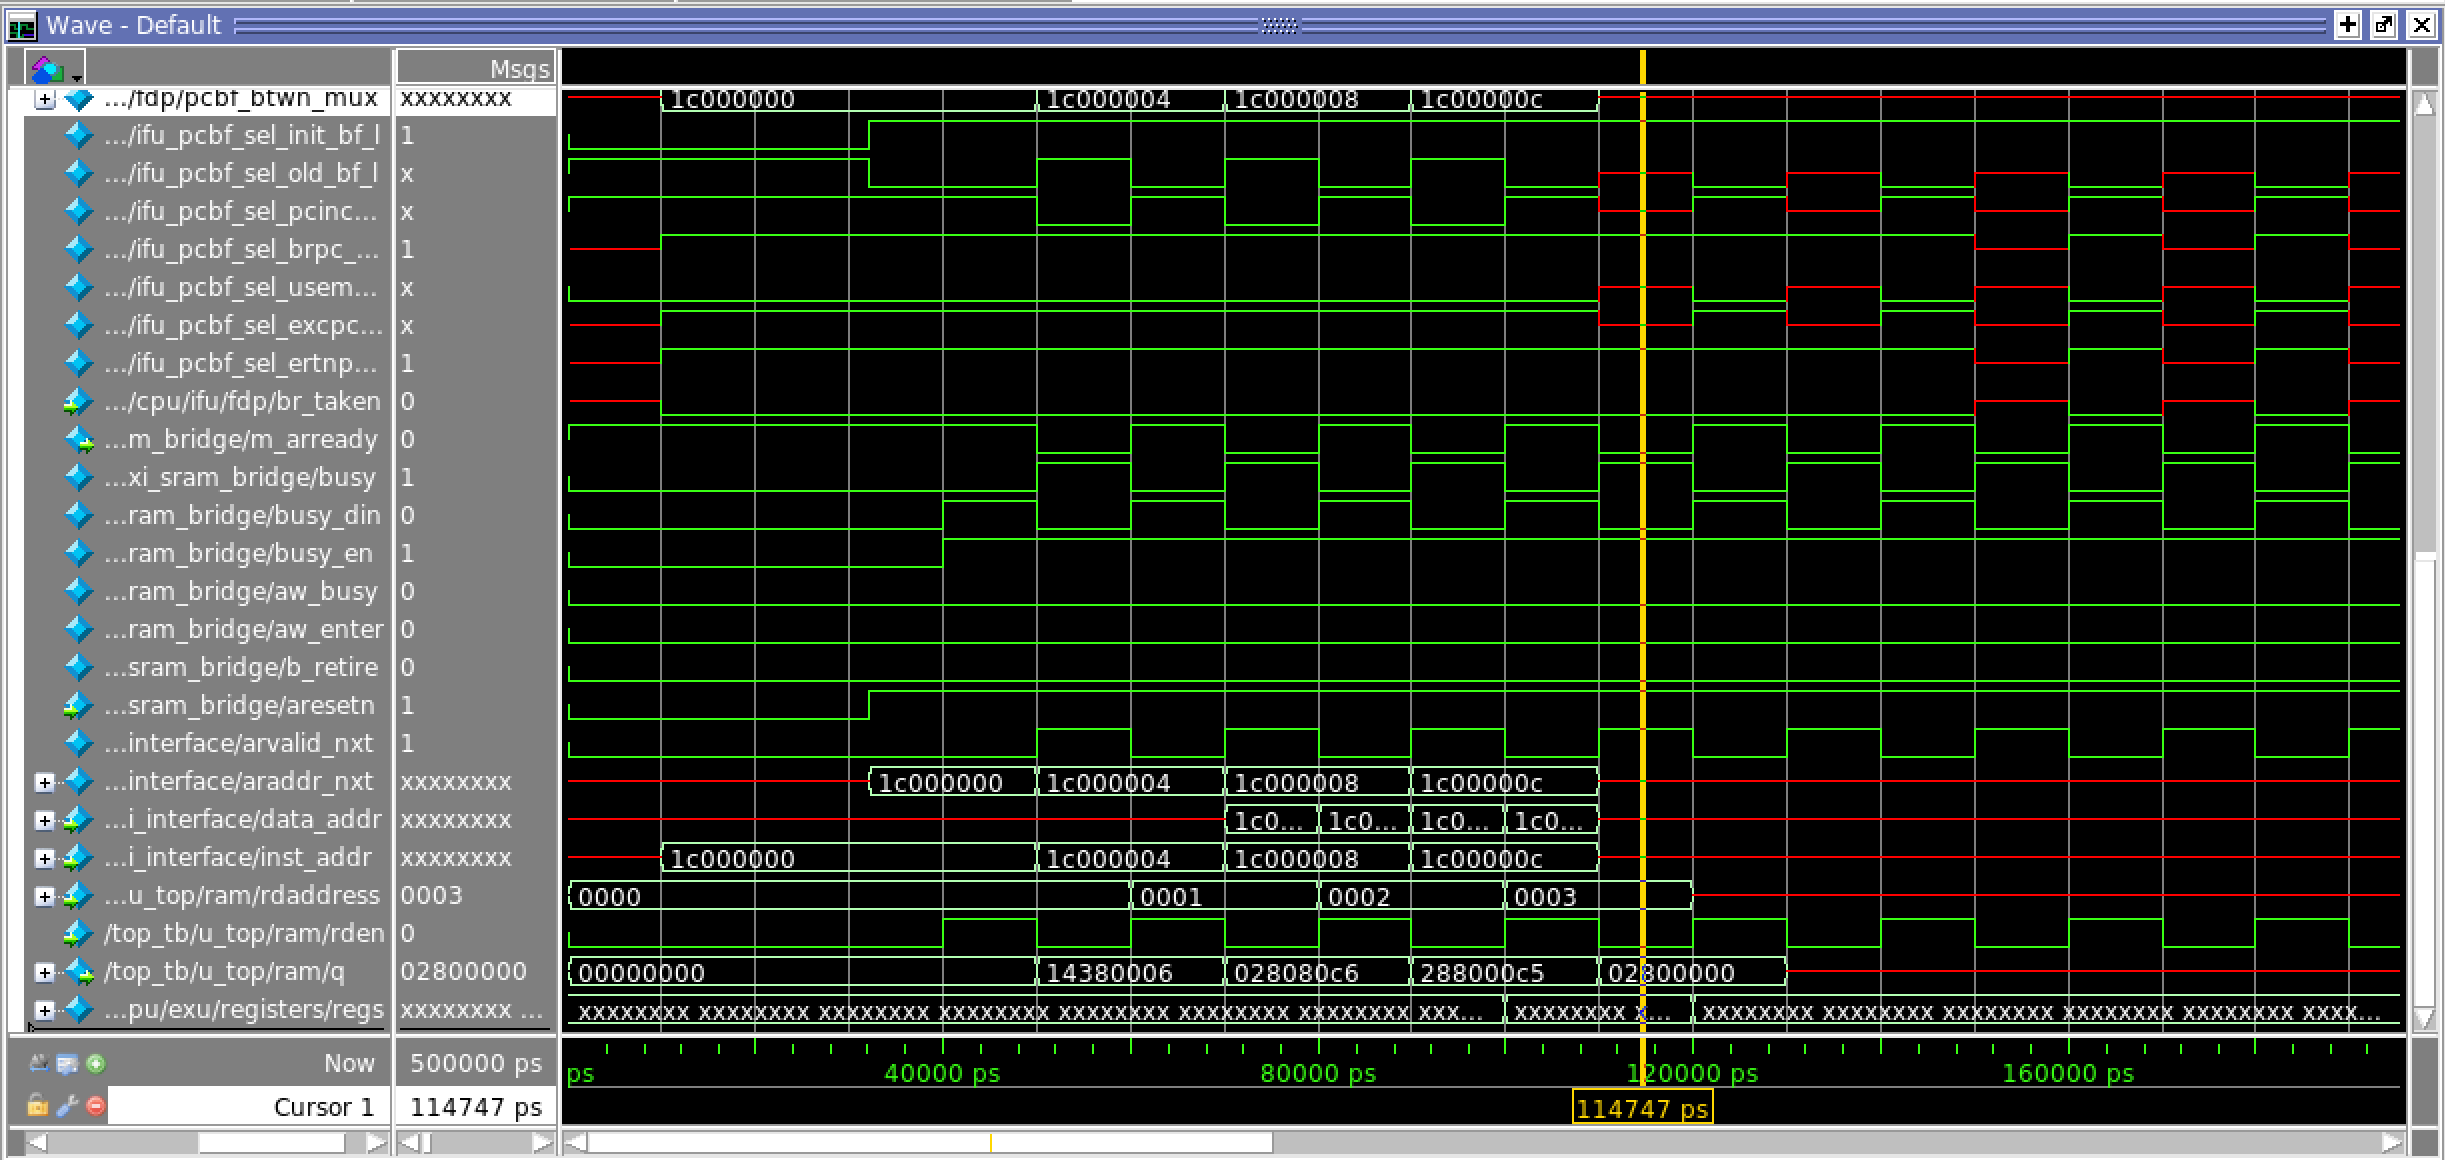 Wave - Default
Msgs
.../fdp/pcbf_btwn_mux xxxxxxxx 1c000000 1c000004 1c000008 1c00000c
.../ifu_pcbf_sel_init_bf_l 1
.../ifu_pcbf_sel_old_bf_l x
.../ifu_pcbf_sel_pcinc... x
.../ifu_pcbf_sel_brpc_... 1
.../ifu_pcbf_sel_usem... x
.../ifu_pcbf_sel_excpc... x
.../ifu_pcbf_sel_ertnp... 1
.../cpu/ifu/fdp/br_taken 0
...m_bridge/m_arready 0
...xi_sram_bridge/busy 1
...ram_bridge/busy_din 0
...ram_bridge/busy_en 1
...ram_bridge/aw_busy 0
...ram_bridge/aw_enter 0
...sram_bridge/b_retire 0
...sram_bridge/aresetn 1
...interface/arvalid_nxt 1
...interface/araddr_nxt xxxxxxxx 1c000000 1c000004 1c000008 1c00000c
...i_interface/data_addr xxxxxxxx 1c0... 1c0... 1c0... 1c0...
...i_interface/inst_addr xxxxxxxx 1c000000 1c000004 1c000008 1c00000c
...u_top/ram/rdaddress 0003 0000 0001 0002 0003
/top_tb/u_top/ram/rden 0
/top_tb/u_top/ram/q 02800000 00000000 14380006 028080c6 288000c5 02800000
...pu/exu/registers/regs xxxxxxxx ... xxxxxxxx xxxxxxxx xxxxxxxx xxxxxxxx xxxxxxxx xxxxxxxx xxxxxxxx xxx... xxxxxxxx x... xxxxxxxx xxxxxxxx xxxxxxxx xxxxxxxx xxxxxxxx xxxx...
Now 500000 ps ps 40000 ps 80000 ps 120000 ps 160000 ps
Cursor 1 114747 ps 114747 ps